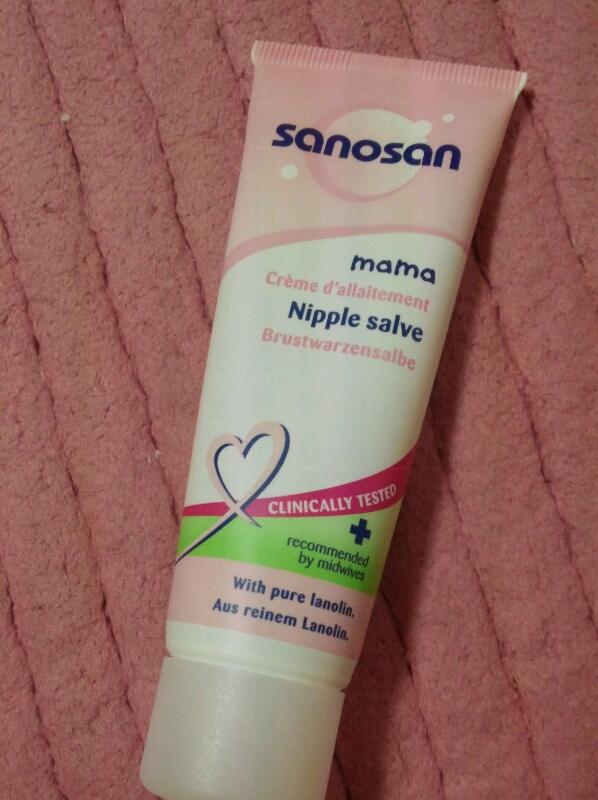 sanosan
mama
Crème d'allaitement
Nipple salve
Brustwarzensalbe
CLINICALLY TESTED
recommended
by midwives
With pure lanolin.
Aus reinem Lanolin.